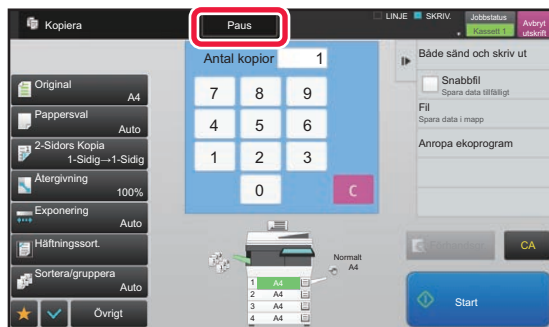 Kopiera
Paus
LINJE
SKRIV.
Jobbstatus
Kassett 1
Avbryt
utskrift
Antal kopior 1
Original
A4
Pappersval
Auto
2-Sidors Kopia
1-Sidig→1-Sidig
Återgivning
100%
Exponering
Auto
Häftningssort.
Sortera/gruppera
Auto
Övrigt
7 8 9
4 5 6
1 2 3
0 C
Normalt
A4
1 A4
2 A4
3 A4
4 A4
Både sänd och skriv ut
Snabbfil
Spara data tillfälligt
Fil
Spara data i mapp
Anropa ekoprogram
CA
Start